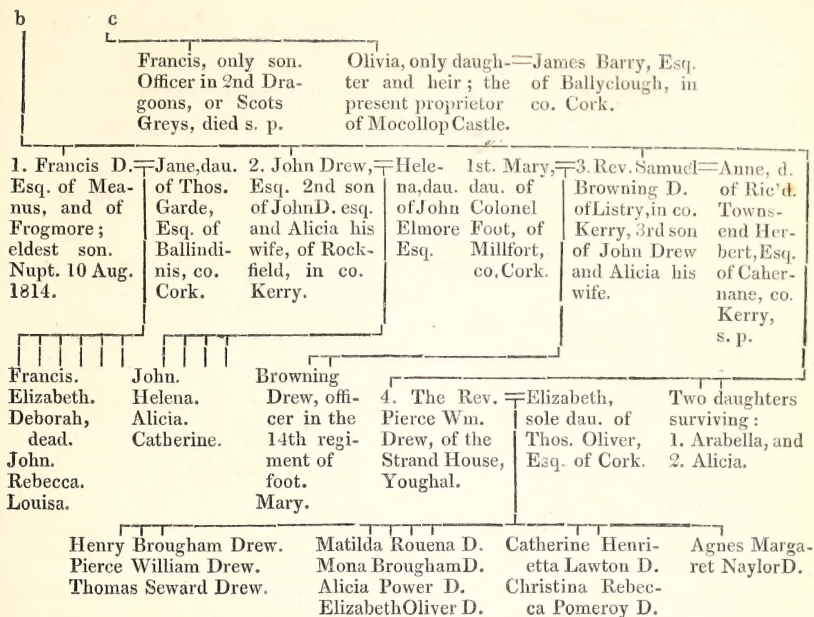 b
c
Francis, only son.
Officer in 2nd Dra-
goons, or Scots
Greys, died s. p.
Olivia, only daugh-
ter and heir; the
present proprietor
of Mocollop Castle.
James Barry, Esq.
of Ballyclough, in
co. Cork.
1. Francis D.
Esq. of Mea-
nus, and of
Frogmore;
eldest son.
Nupt. 10 Aug.
1814.
Jane, dau.
of Thos.
Garde,
Esq. of
Ballindi-
nis, co.
Cork.
2. John Drew,
Esq. 2nd son
of John D. esq.
and Alicia his
wife, of Rock-
field, in co.
Kerry.
Hele-
na, dau.
of John
Elmore
Esq.
1st. Mary,
dau. of
Colonel
Foot, of
Millfort,
co, Cork.
3. Rev. Samuel
Browning D.
of Listry, in co.
Kerry, 3rd son
of John Drew
and Alicia his
wife.
Anne, d.
of Ric'd.
Towns-
end Her-
bert, Esq.
of Caher-
nane, co.
Kerry,
s. p.
Francis.
Elizabeth.
Deborah,
dead.
John.
Rebecca.
Louisa.
John.
Helena.
Alicia.
Catherine.
Browning
Drew, offi-
cer in the
14th regi-
ment of
foot.
Mary.
4. The Rev.
Pierce Wm.
Drew, of the
Strand House,
Youghal.
Elizabeth,
sole dau. of
Thos. Oliver,
Esq. of Cork.
Two daughters
surviving:
1. Arabella, and
2. Alicia.
Henry Brougham Drew.
Pierce William Drew.
Thomas Seward Drew.
Matilda Rouena D.
Mona Brougham D.
Alicia Power D.
Elizabeth Oliver D.
Catherine Henri-
etta Lawton D.
Christina Rebec-
ca Pomeroy D.
Agnes Marga-
ret Naylor D.